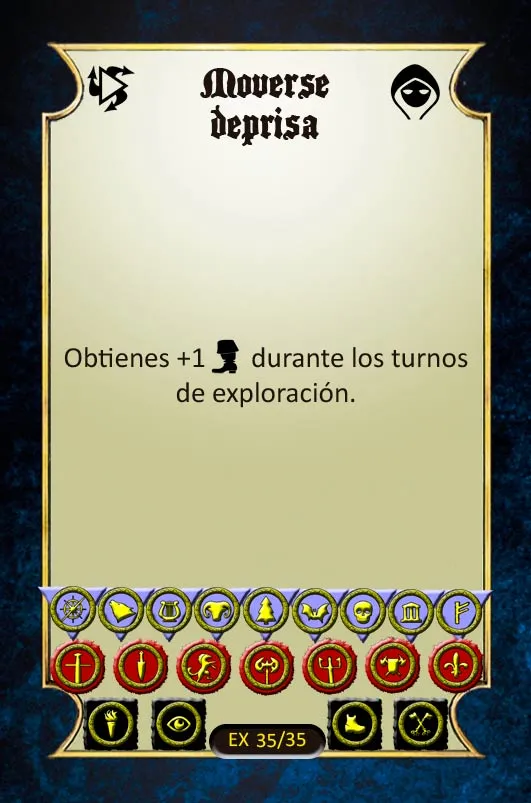 Moverse
deprisa
Obtienes +1 durante los turnos
de exploración.
EX 35/35